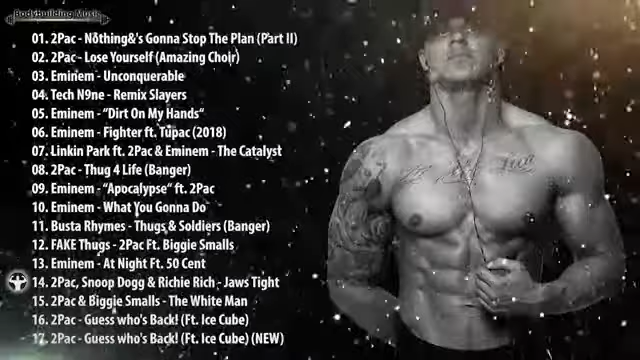 Bodybuilding Music
01. 2Pac - Nothing&'s Gonna Stop The Plan (Part II)
02. 2Pac - Lose Yourself (Amazing Choir)
03. Eminem - Unconquerable
04. Tech N9ne - Remix Slayers
05. Eminem - “Dirt On My Hands“
06. Eminem - Fighter ft. Tupac (2018)
07. Linkin Park ft. 2Pac & Eminem - The Catalyst
08. 2Pac - Thug 4 Life (Banger)
09. Eminem - “Apocalypse“ ft. 2Pac
10. Eminem - What You Gonna Do
11. Busta Rhymes - Thugs & Soldiers (Banger)
12. FAKE Thugs - 2Pac Ft. Biggie Smalls
13. Eminem - At Night Ft. 50 Cent
14. 2Pac, Snoop Dogg & Richie Rich - Jaws Tight
15. 2Pac & Biggie Smalls - The White Man
16. 2Pac - Guess who's Back! (Ft. Ice Cube)
17. 2Pac - Guess who's Back! (Ft. Ice Cube) (NEW)